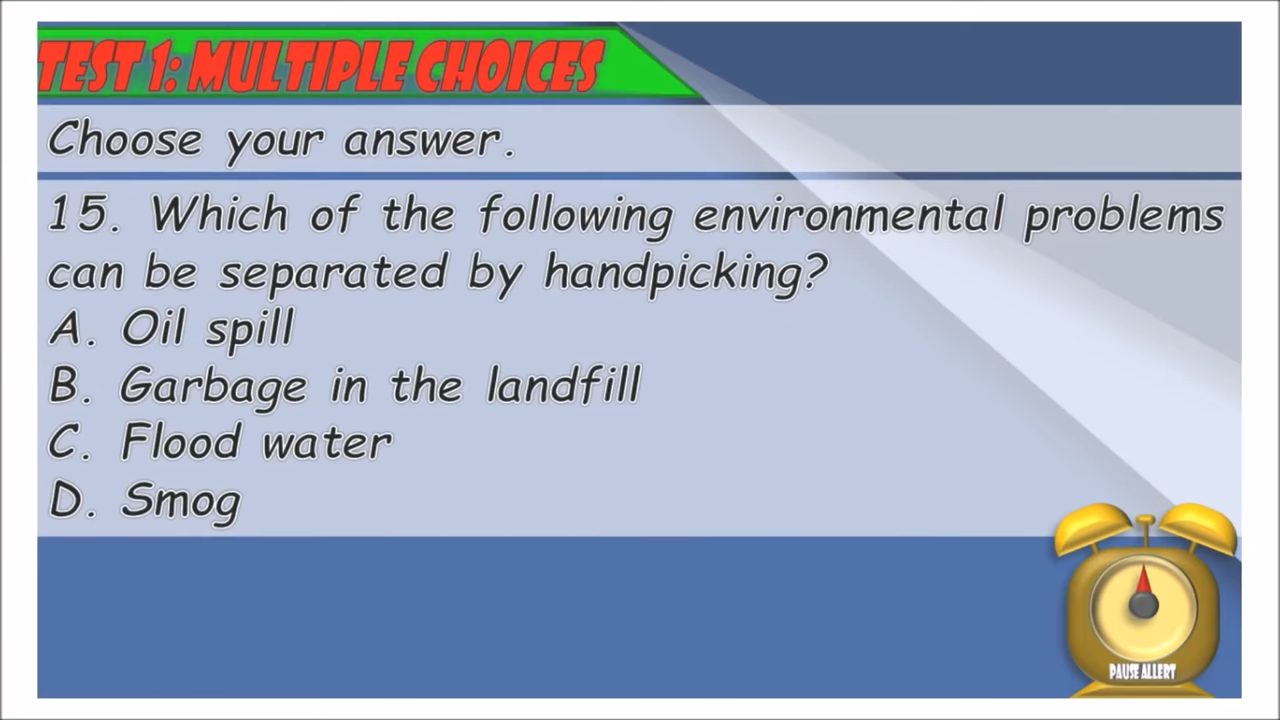 TEST 1: MULTIPLE CHOICES
Choose your answer.
15. Which of the following environmental problems
can be separated by handpicking?
A. Oil spill
B. Garbage in the landfill
C. Flood water
D. Smog
PAUSE ALLERT